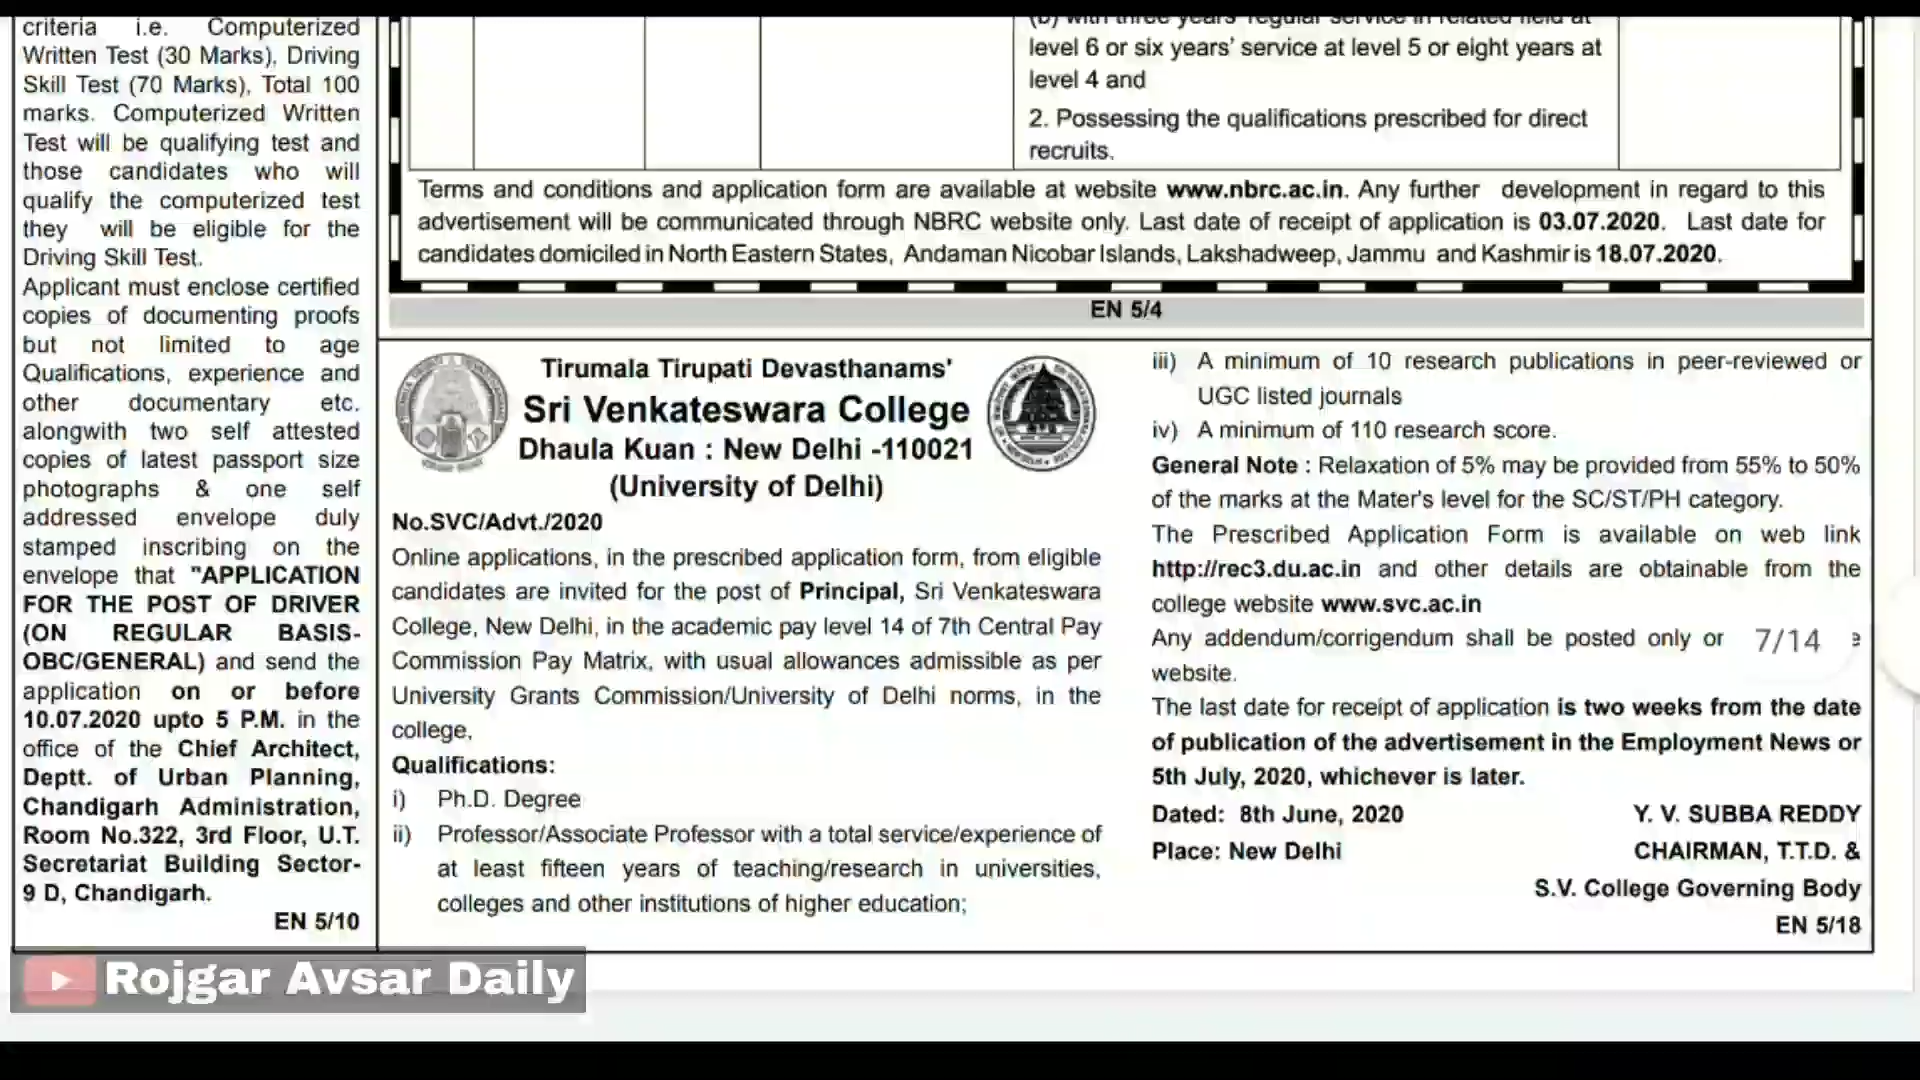 criteria i.e. Computerized
Written Test (30 Marks), Driving
Skill Test (70 Marks), Total 100
marks. Computerized Written
Test will be qualifying test and
those candidates who will
qualify the computerized test
they will be eligible for the
Driving Skill Test.
Applicant must enclose certified
copies of documenting proofs
but not limited to age
Qualifications, experience and
other documentary etc.
alongwith two self attested
copies of latest passport size
photographs & one self
addressed envelope duly
stamped inscribing on the
envelope that "APPLICATION
FOR THE POST OF DRIVER
(ON REGULAR BASIS-
OBC/GENERAL) and send the
application on or before
10.07.2020 upto 5 P.M. in the
office of the Chief Architect,
Deptt. of Urban Planning,
Chandigarh Administration,
Room No.322, 3rd Floor, U.T.
Secretariat Building Sector-
9 D, Chandigarh.
EN 5/10
(b) with three years' regular service in related field at
level 6 or six years' service at level 5 or eight years at
level 4 and
2. Possessing the qualifications prescribed for direct
recruits.
Terms and conditions and application form are available at website www.nbrc.ac.in. Any further development in regard to this
advertisement will be communicated through NBRC website only. Last date of receipt of application is 03.07.2020. Last date for
candidates domiciled in North Eastern States, Andaman Nicobar Islands, Lakshadweep, Jammu and Kashmir is 18.07.2020.
EN 5/4
Tirumala Tirupati Devasthanams'
Sri Venkateswara College
Dhaula Kuan : New Delhi -110021
(University of Delhi)
No.SVC/Advt./2020
Online applications, in the prescribed application form, from eligible
candidates are invited for the post of Principal, Sri Venkateswara
College, New Delhi, in the academic pay level 14 of 7th Central Pay
Commission Pay Matrix, with usual allowances admissible as per
University Grants Commission/University of Delhi norms, in the
college,
Qualifications:
i) Ph.D. Degree
ii) Professor/Associate Professor with a total service/experience of
at least fifteen years of teaching/research in universities,
colleges and other institutions of higher education;
iii) A minimum of 10 research publications in peer-reviewed or
UGC listed journals
iv) A minimum of 110 research score.
General Note : Relaxation of 5% may be provided from 55% to 50%
of the marks at the Mater's level for the SC/ST/PH category.
The Prescribed Application Form is available on web link
http://rec3.du.ac.in and other details are obtainable from the
college website www.svc.ac.in
Any addendum/corrigendum shall be posted only or 7/14 e
website.
The last date for receipt of application is two weeks from the date
of publication of the advertisement in the Employment News or
5th July, 2020, whichever is later.
Dated: 8th June, 2020 Y. V. SUBBA REDDY
Place: New Delhi CHAIRMAN, T.T.D. &
S.V. College Governing Body
EN 5/18
Rojgar Avsar Daily